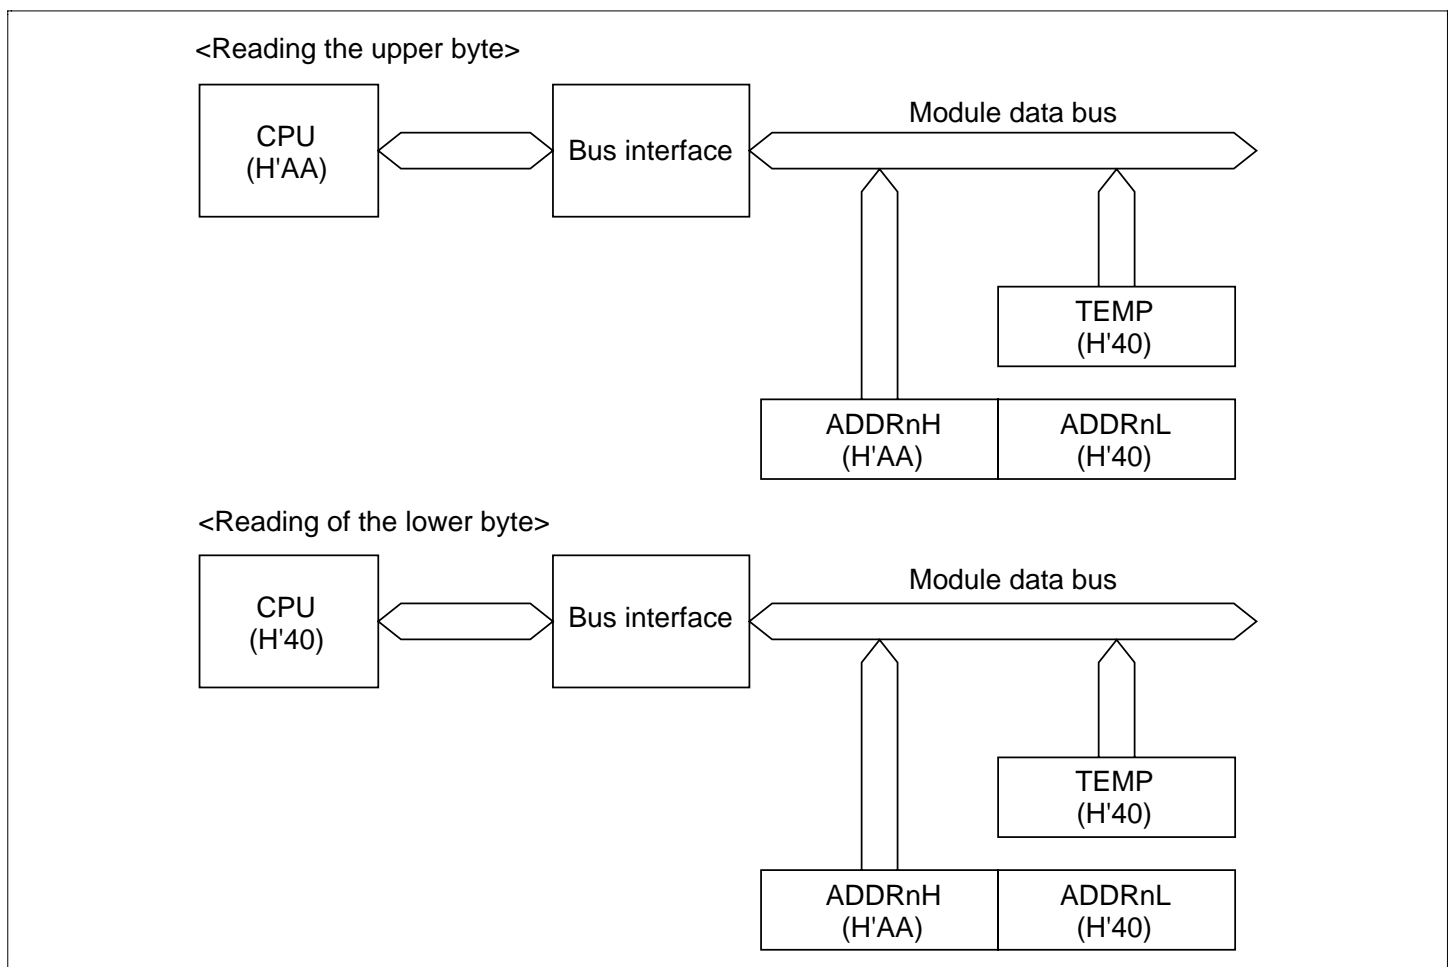 <Reading the upper byte>
CPU
(H'AA)
Bus interface
Module data bus
TEMP
(H'40)
ADDRnH
(H'AA)
ADDRnL
(H'40)
<Reading of the lower byte>
CPU
(H'40)
Bus interface
Module data bus
TEMP
(H'40)
ADDRnH
(H'AA)
ADDRnL
(H'40)